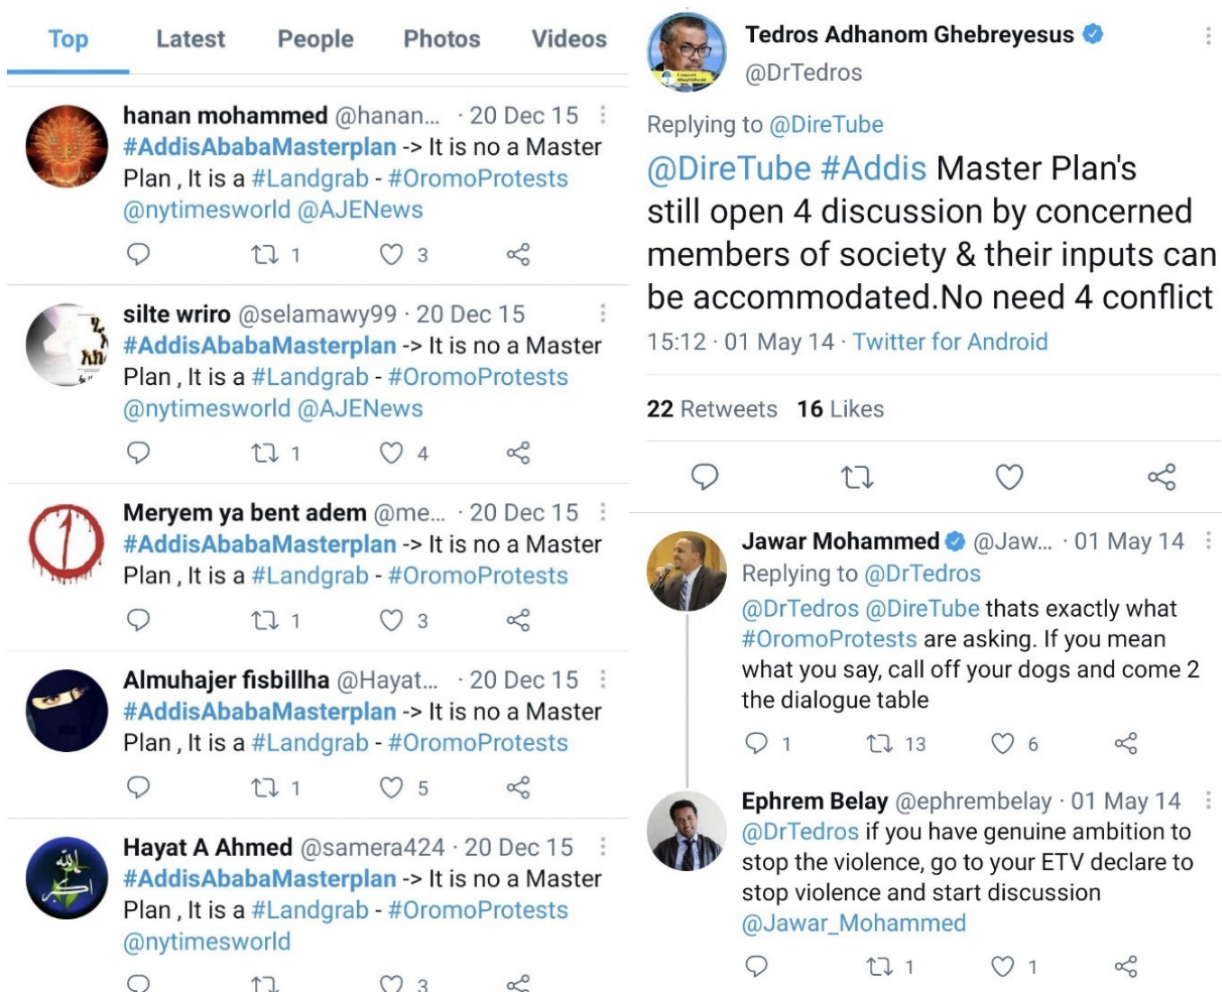 Top Latest People Photos Videos
hanan mohammed @hanan... · 20 Dec 15
#AddisAbabaMasterplan -> It is no a Master
Plan , It is a #Landgrab - #OromoProtests
@nytimesworld @AJENews
1 3
silte wriro @selamawy99 · 20 Dec 15
#AddisAbabaMasterplan -> It is no a Master
Plan , It is a #Landgrab - #OromoProtests
@nytimesworld @AJENews
1 4
Meryem ya bent adem @me... · 20 Dec 15
#AddisAbabaMasterplan -> It is no a Master
Plan , It is a #Landgrab - #OromoProtests
1 3
Almuhajer fisbillha @Hayat... · 20 Dec 15
#AddisAbabaMasterplan -> It is no a Master
Plan , It is a #Landgrab - #OromoProtests
1 5
الله
اكبر
Hayat A Ahmed @samera424 · 20 Dec 15
#AddisAbabaMasterplan -> It is no a Master
Plan , It is a #Landgrab - #OromoProtests
@nytimesworld
3
Tedros Adhanom Ghebreyesus
@DrTedros
Replying to @DireTube
@DireTube #Addis Master Plan's
still open 4 discussion by concerned
members of society & their inputs can
be accommodated.No need 4 conflict
15:12 · 01 May 14 · Twitter for Android
22 Retweets 16 Likes
Jawar Mohammed @Jaw... · 01 May 14
Replying to @DrTedros
@DrTedros @DireTube thats exactly what
#OromoProtests are asking. If you mean
what you say, call off your dogs and come 2
the dialogue table
1 13 6
Ephrem Belay @ephrembelay · 01 May 14
@DrTedros if you have genuine ambition to
stop the violence, go to your ETV declare to
stop violence and start discussion
@Jawar_Mohammed
1 1